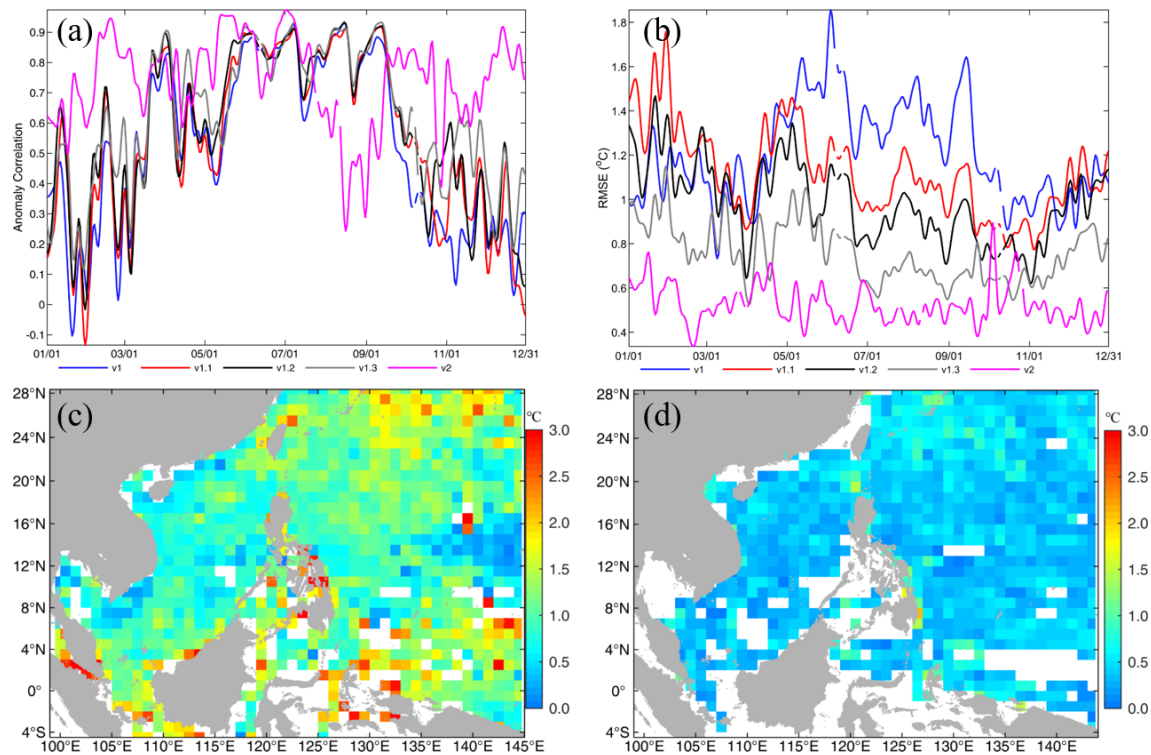 (a)
Anomaly Correlation
0.9
0.8
0.7
0.6
0.5
0.4
0.3
0.2
0.1
0
-0.1
01/01 03/01 05/01 07/01 09/01 11/01 12/31
v1 v1.1 v1.2 v1.3 v2
(b)
RMSE (°C)
1.8
1.6
1.4
1.2
1
0.8
0.6
0.4
01/01 03/01 05/01 07/01 09/01 11/01 12/31
v1 v1.1 v1.2 v1.3 v2
(c)
28°N
24°N
20°N
16°N
12°N
8°N
4°N
0°
4°S
100°E 105°E 110°E 115°E 120°E 125°E 130°E 135°E 140°E 145°E
°C
3.0
2.5
2.0
1.5
1.0
0.5
0.0
(d)
28°N
24°N
20°N
16°N
12°N
8°N
4°N
0°
4°S
100°E 110°E 120°E 130°E 140°E
°C
3.0
2.5
2.0
1.5
1.0
0.5
0.0